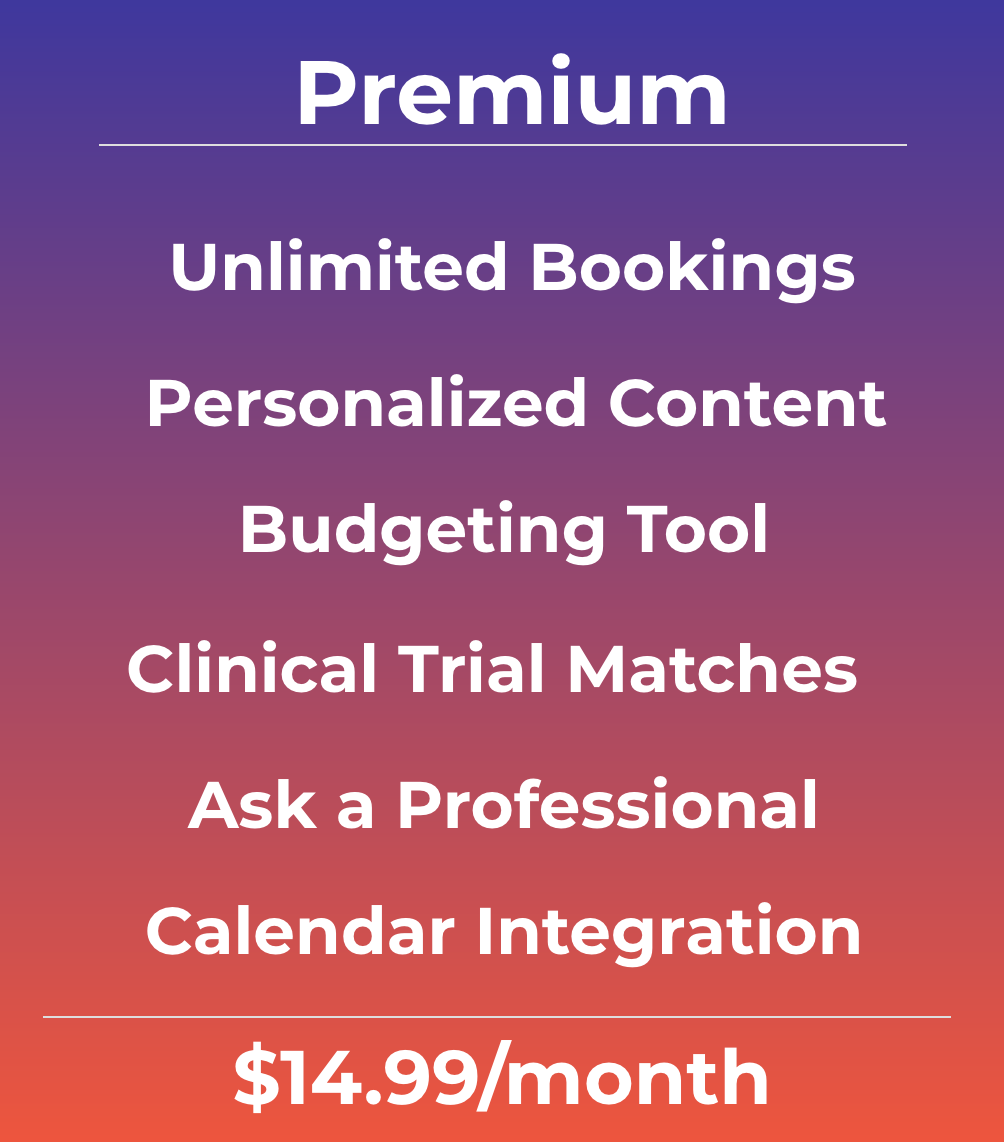 Premium
Unlimited Bookings
Personalized Content
Budgeting Tool
Clinical Trial Matches
Ask a Professional
Calendar Integration
$14.99/month